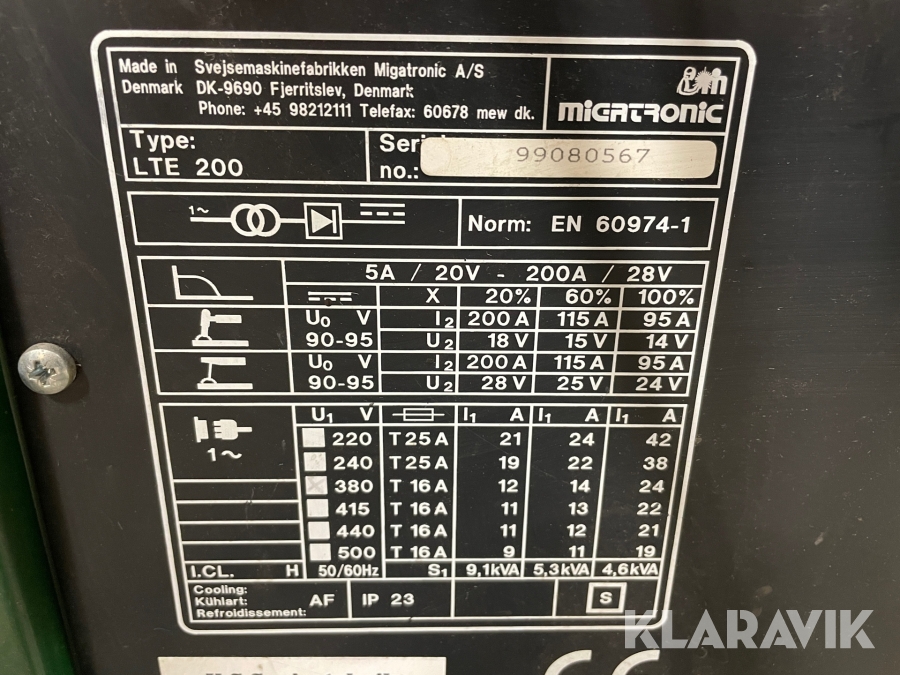 Made in Svejsemaskinefabrikken Migatronic A/S
Denmark DK-9690 Fjerritslev, Denmark
Phone: +45 98212111 Telefax: 60678 mew dk.
MIGATRONIC
Type:
LTE 200
no.: 99080567
1~ Norm: EN 60974-1
5A / 20V - 200A / 28V
X 20% 60% 100%
U₀ V I₂ 200 A 115 A 95 A
90-95 U₂ 18 V 15 V 14 V
U₀ V I₂ 200 A 115 A 95 A
90-95 U₂ 28 V 25 V 24 V
U₁ V I₁ A I₁ A I₁ A
1~ 220 T 25 A 21 24 42
240 T 25 A 19 22 38
380 T 16 A 12 14 24
415 T 16 A 11 13 22
440 T 16 A 11 12 21
500 T 16 A 9 11 19
I.CL. H 50/60Hz S₁ 9,1kVA 5,3kVA 4,6kVA
Cooling:
Kühlart: AF IP 23 S
Refroidissement:
KLARAVIK
CE